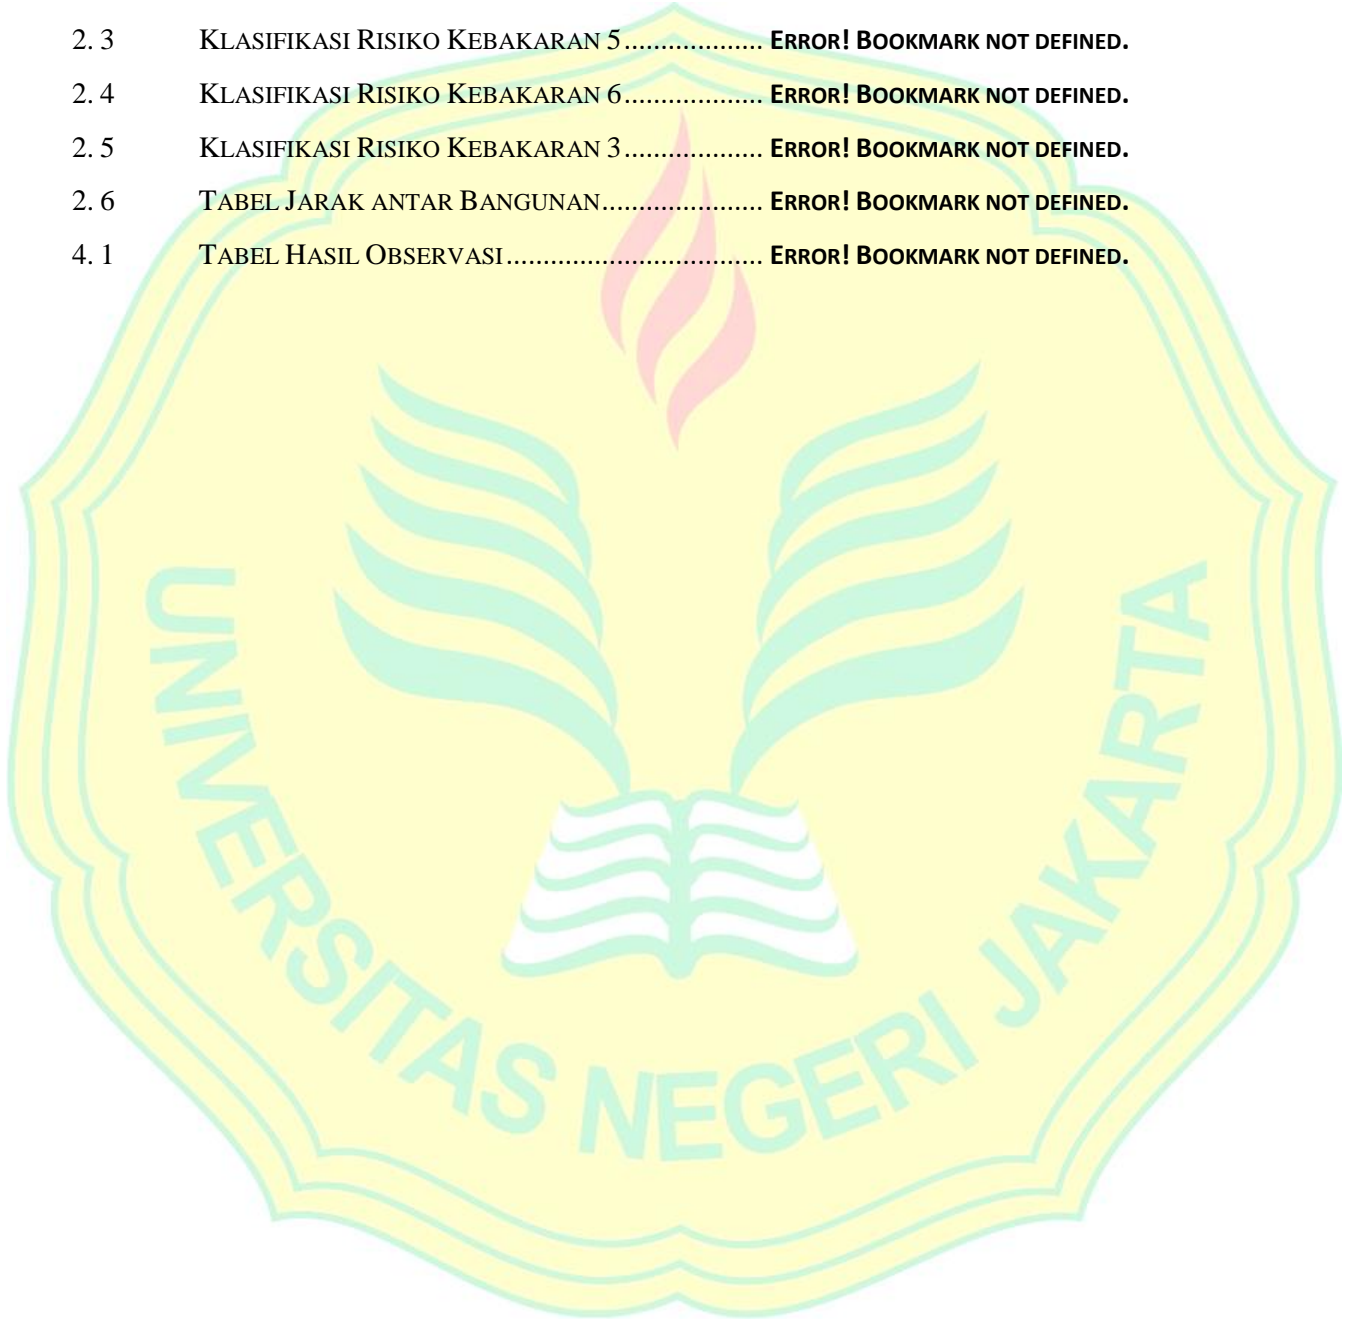 2. 3 Klasifikasi Risiko Kebakaran 5................... Error! Bookmark not defined.
2. 4 Klasifikasi Risiko Kebakaran 6................... Error! Bookmark not defined.
2. 5 Klasifikasi Risiko Kebakaran 3................... Error! Bookmark not defined.
2. 6 Tabel Jarak antar Bangunan...................... Error! Bookmark not defined.
4. 1 Tabel Hasil Observasi................................... Error! Bookmark not defined.
UNIVERSITAS NEGERI JAKARTA